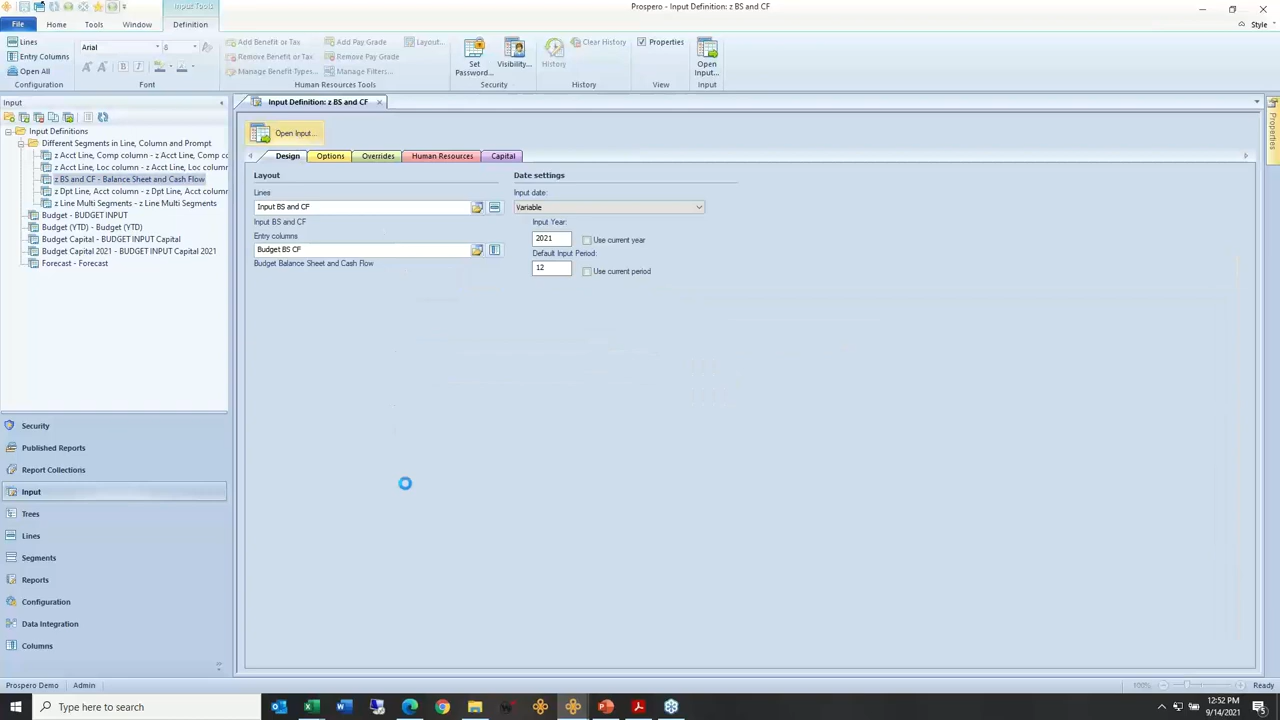 Input Tools
Prospero - Input Definition: z BS and CF
File
Home
Tools
Window
Definition
Style
Lines
Entry Columns
Open All
Configuration
Arial
8
B
I
U
Font
Add Benefit or Tax
Remove Benefit or Tax
Manage Benefit Types...
Add Pay Grade
Remove Pay Grade
Manage Filters...
Layout...
Human Resources Tools
Set Password...
Visibility...
Security
History
Clear History
History
Properties
View
Open Input...
Input
Input
Input Definitions
Different Segments in Line, Column and Prompt
z Acct Line, Comp column - z Acct Line, Comp cc
z Acct Line, Loc column - z Acct Line, Loc column
z BS and CF - Balance Sheet and Cash Flow
z Dpt Line, Acct column - z Dpt Line, Acct column
z Line Multi Segments - z Line Multi Segments
Budget - BUDGET INPUT
Budget (YTD) - Budget (YTD)
Budget Capital - BUDGET INPUT Capital
Budget Capital 2021 - BUDGET INPUT Capital 2021
Forecast - Forecast
Security
Published Reports
Report Collections
Input
Trees
Lines
Segments
Reports
Configuration
Data Integration
Columns
Input Definition: z BS and CF
Open Input...
Design
Options
Overrides
Human Resources
Capital
Layout
Lines
Input BS and CF
Input BS and CF
Entry columns
Budget BS CF
Budget Balance Sheet and Cash Flow
Date settings
Input date:
Variable
Input Year:
2021
Use current year
Default Input Period:
12
Use current period
Properties
Prospero Demo
Admin
100%
Ready
Type here to search
12:52 PM
9/14/2021